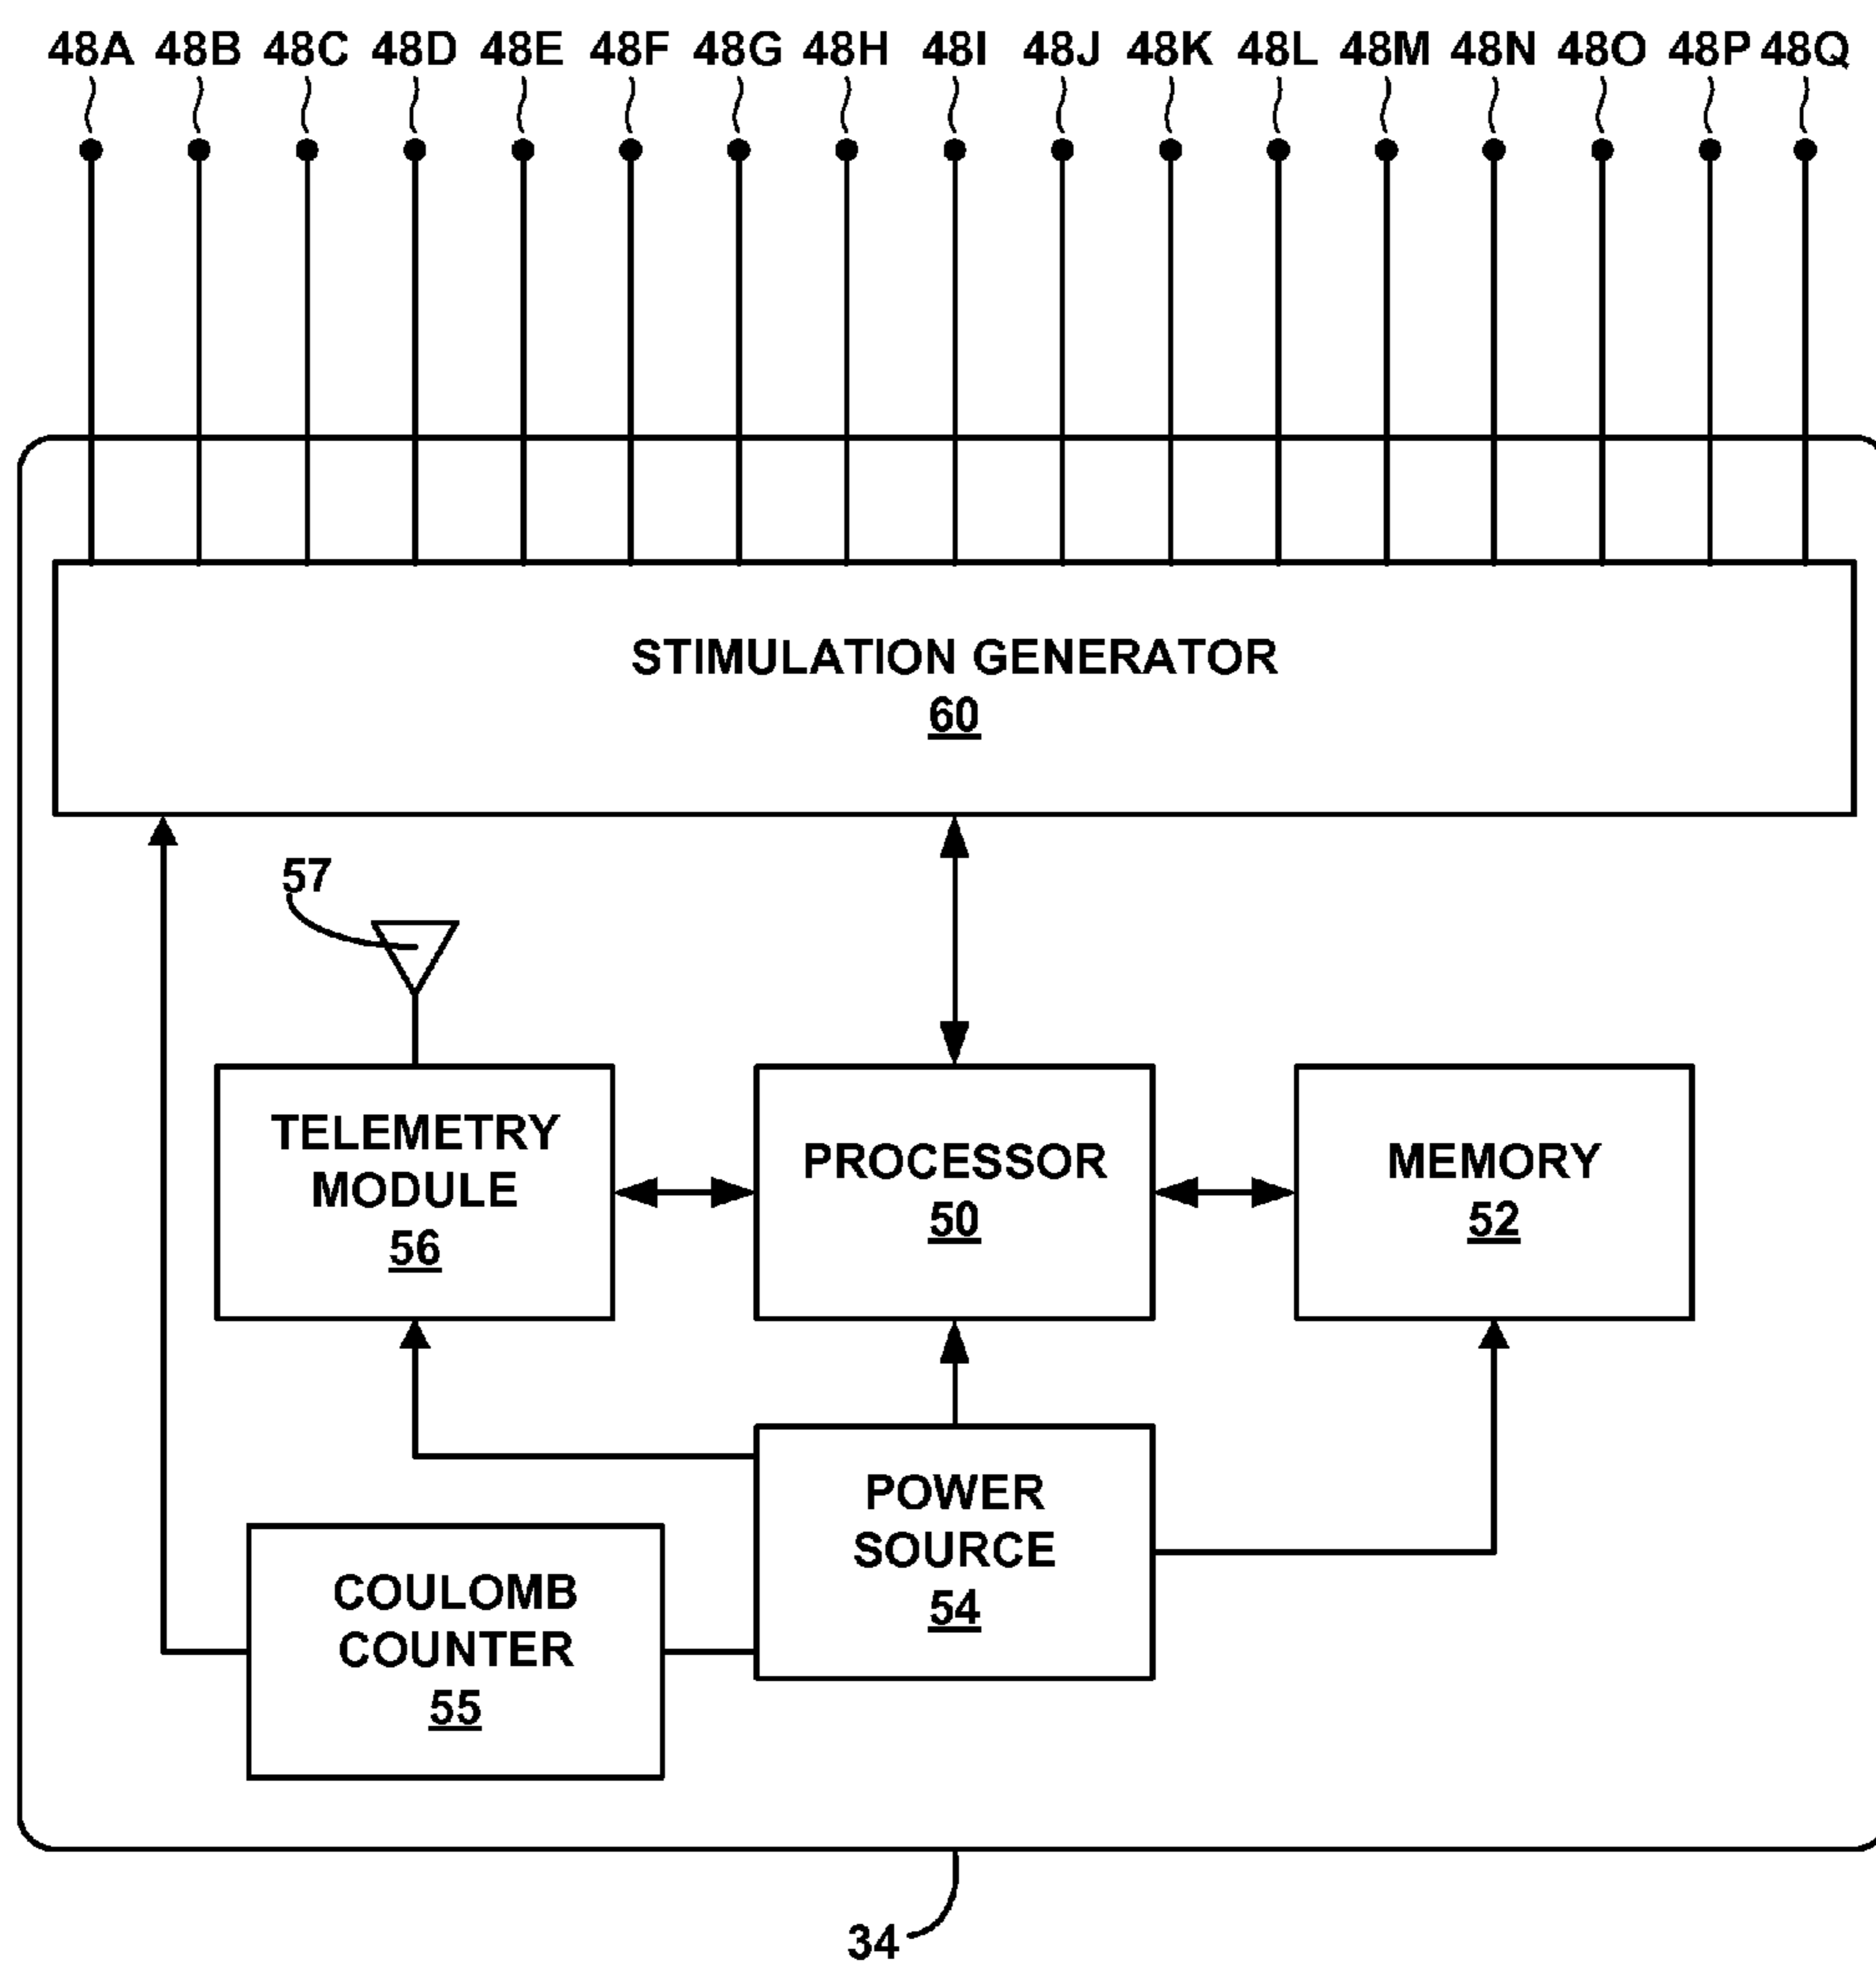 48A 48B 48C 48D 48E 48F 48G 48H 48I 48J 48K 48L 48M 48N 48O 48P 48Q
STIMULATION GENERATOR
60
57
TELEMETRY
MODULE
56
PROCESSOR
50
MEMORY
52
POWER
SOURCE
54
COULOMB
COUNTER
55
34